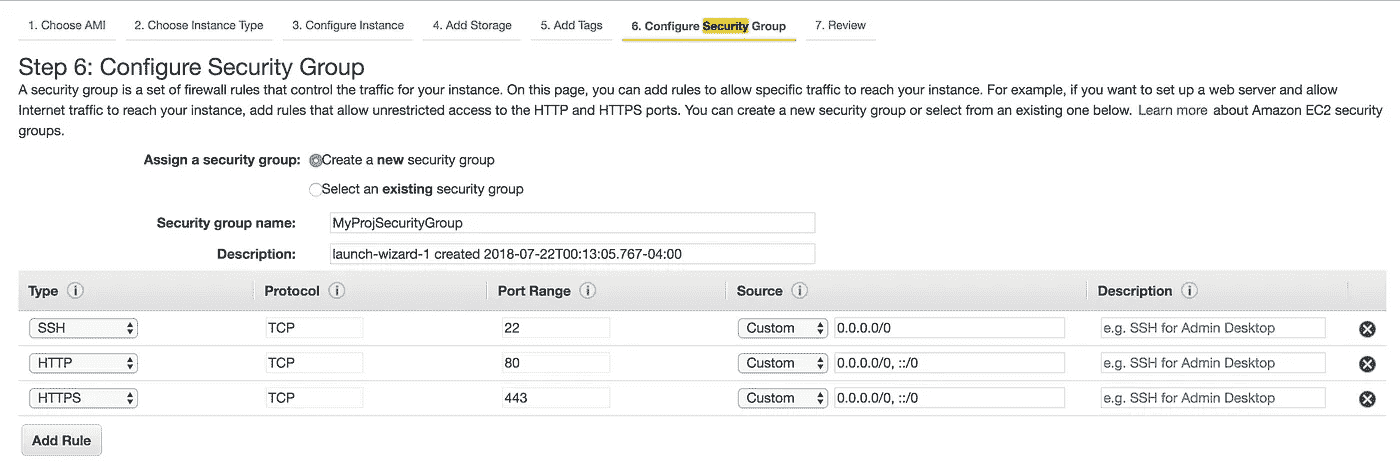 1. Choose AMI 2. Choose Instance Type 3. Configure Instance 4. Add Storage 5. Add Tags 6. Configure Security Group 7. Review
Step 6: Configure Security Group
A security group is a set of firewall rules that control the traffic for your instance. On this page, you can add rules to allow specific traffic to reach your instance. For example, if you want to set up a web server and allow
Internet traffic to reach your instance, add rules that allow unrestricted access to the HTTP and HTTPS ports. You can create a new security group or select from an existing one below. Learn more about Amazon EC2 security
groups.
Assign a security group: Create a new security group
Select an existing security group
Security group name: MyProjSecurityGroup
Description: launch-wizard-1 created 2018-07-22T00:13:05.767-04:00
Type i Protocol i Port Range i Source i Description i
SSH TCP 22 Custom 0.0.0.0/0 e.g. SSH for Admin Desktop
HTTP TCP 80 Custom 0.0.0.0/0, ::/0 e.g. SSH for Admin Desktop
HTTPS TCP 443 Custom 0.0.0.0/0, ::/0 e.g. SSH for Admin Desktop
Add Rule